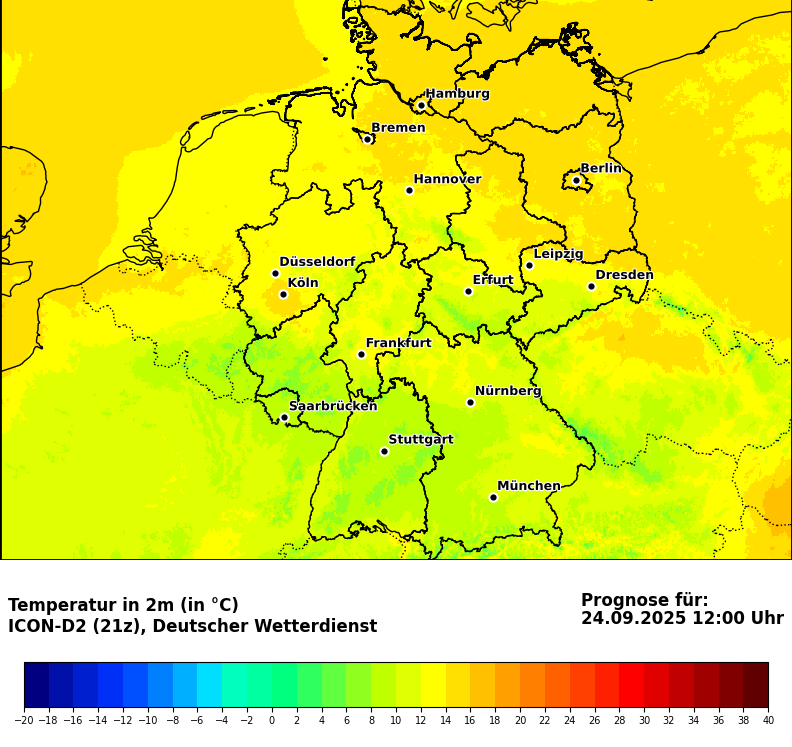 Hamburg
Bremen
Berlin
Hannover
Düsseldorf
Leipzig
Köln
Erfurt
Dresden
Frankfurt
Nürnberg
Saarbrücken
Stuttgart
München
Temperatur in 2m (in °C)
ICON-D2 (21z), Deutscher Wetterdienst
Prognose für:
24.09.2025 12:00 Uhr
−20 −18 −16 −14 −12 −10 −8 −6 −4 −2 0 2 4 6 8 10 12 14 16 18 20 22 24 26 28 30 32 34 36 38 40